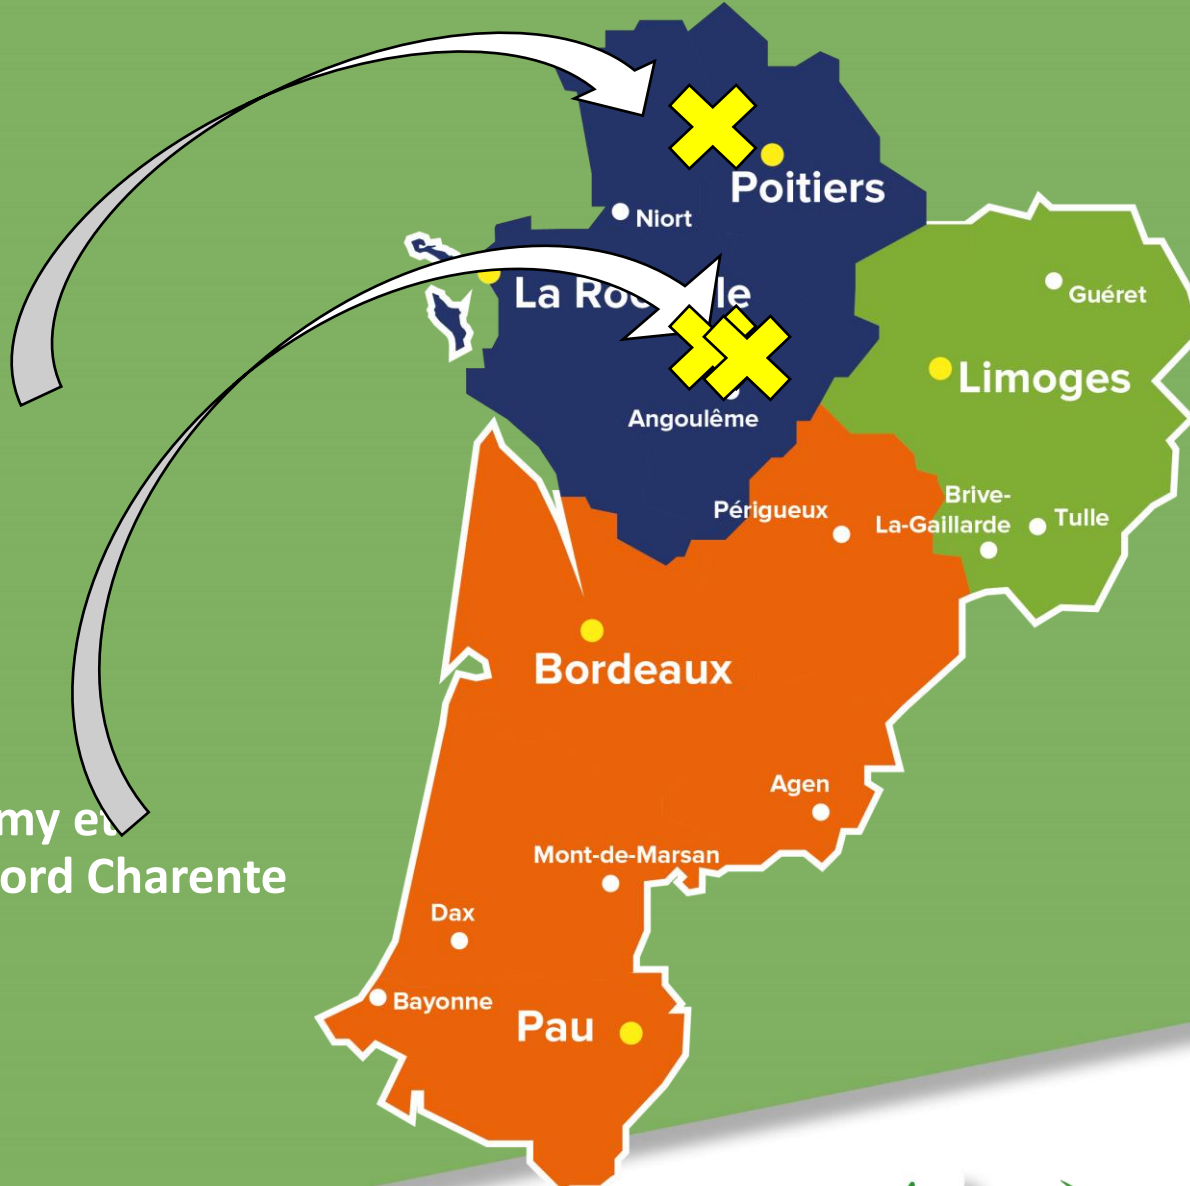 Poitiers
Niort
La Ro le
Guéret
Limoges
Angoulême
Périgueux
Brive-
La-Gaillarde
Tulle
Bordeaux
Agen
my et
ord Charente
Mont-de-Marsan
Dax
Bayonne
Pau